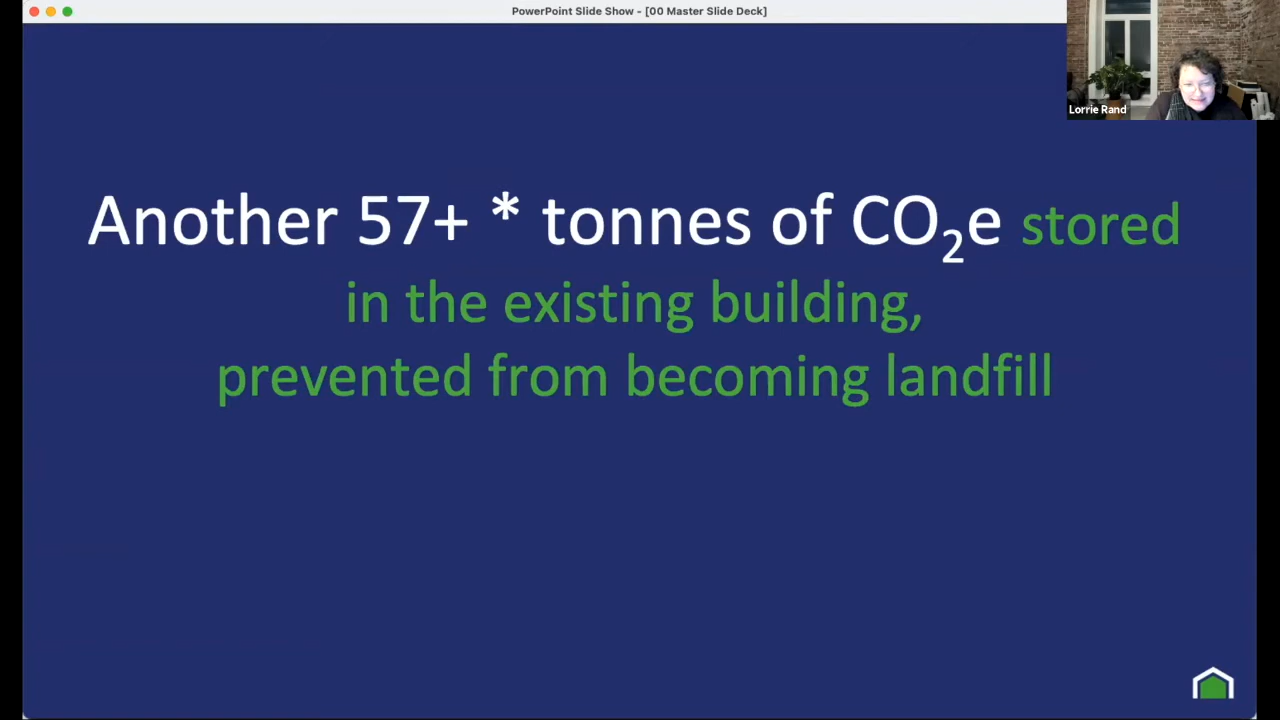 PowerPoint Slide Show - [00 Master Slide Deck]
Lorrie Rand
Another 57+ * tonnes of CO₂e stored
in the existing building,
prevented from becoming landfill